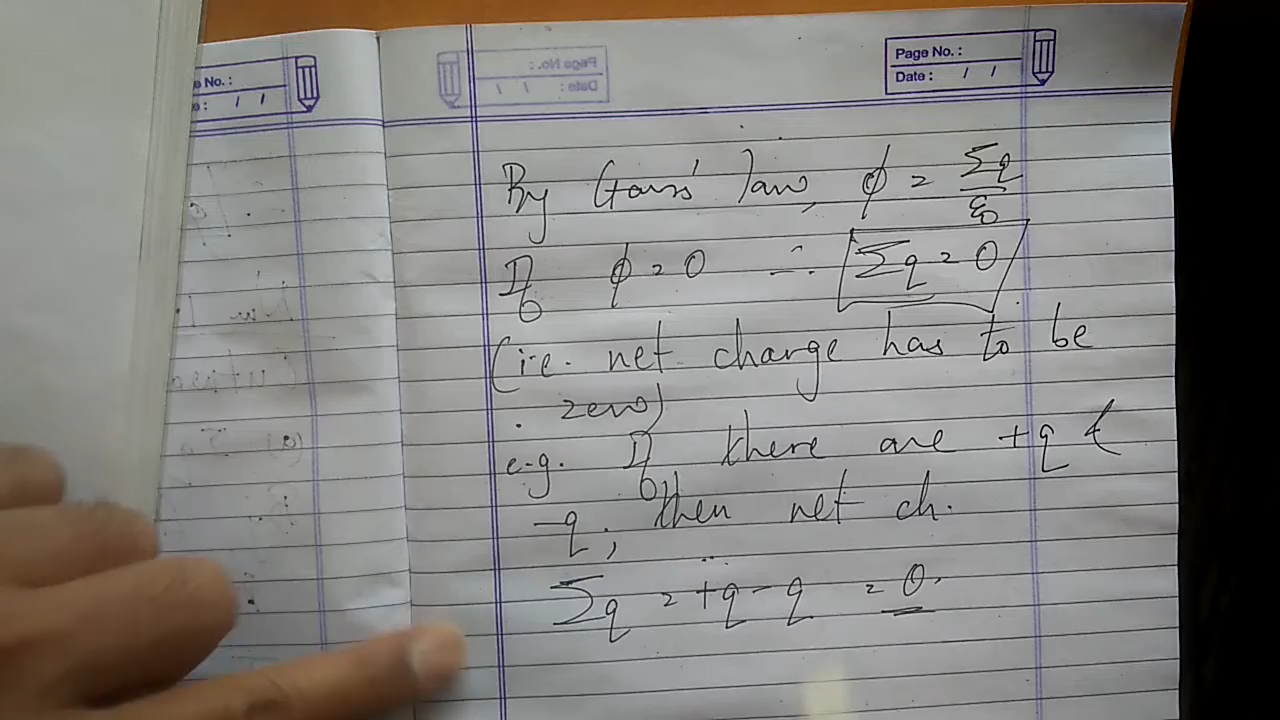 Page No. :
Date : / /
By Gauss' law, ϕ = Σq/ε0
If ϕ = 0 ∴ Σq = 0
(i.e. net charge has to be
zero)
e.g. If there are +q &
-q, then net ch.
Σq = +q - q = 0.